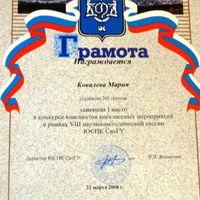 Грамота
Награждается
Ковалева Мария
студентка 202 группы
занявшая 1 место
в конкурсе конспектов внеклассных мероприятий
в рамках VIII научно-методической сессии
ЮСПК СахГУ
Директор ЮСПК СахГУ
21 марта 2008 г.